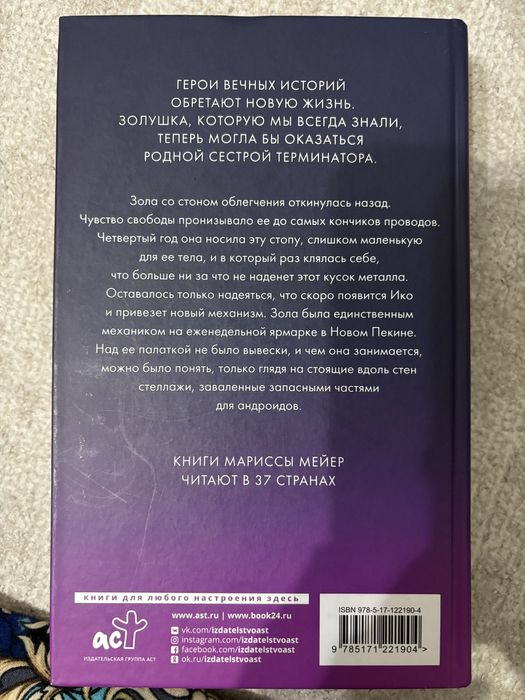 ГЕРОИ ВЕЧНЫХ ИСТОРИЙ
ОБРЕТАЮТ НОВУЮ ЖИЗНЬ.
ЗОЛУШКА, КОТОРУЮ МЫ ВСЕГДА ЗНАЛИ,
ТЕПЕРЬ МОГЛА БЫ ОКАЗАТЬСЯ
РОДНОЙ СЕСТРОЙ ТЕРМИНАТОРА.
Зола со стоном облегчения откинулась назад.
Чувство свободы пронизывало ее до самых кончиков проводов.
Четвертый год она носила эту стопу, слишком маленькую
для ее тела, и в который раз клялась себе,
что больше ни за что не наденет этот кусок металла.
Оставалось только надеяться, что скоро появится Ико
и привезет новый механизм. Зола была единственным
механиком на еженедельной ярмарке в Новом Пекине.
Над ее палаткой не было вывески, и чем она занимается,
можно было понять, только глядя на стоящие вдоль стен
стеллажи, заваленные запасными частями
для андроидов.
КНИГИ МАРИССЫ МЕЙЕР
ЧИТАЮТ В 37 СТРАНАХ
книги для любого настроения здесь
аст
ИЗДАТЕЛЬСКАЯ ГРУППА АСТ
www.ast.ru | www.book24.ru
vk.com/izdatelstvoast
instagram.com/izdatelstvoast
facebook.com/izdatelstvoast
ok.ru/izdatelstvoast
ISBN 978-5-17-122190-4
9 785171 221904 >